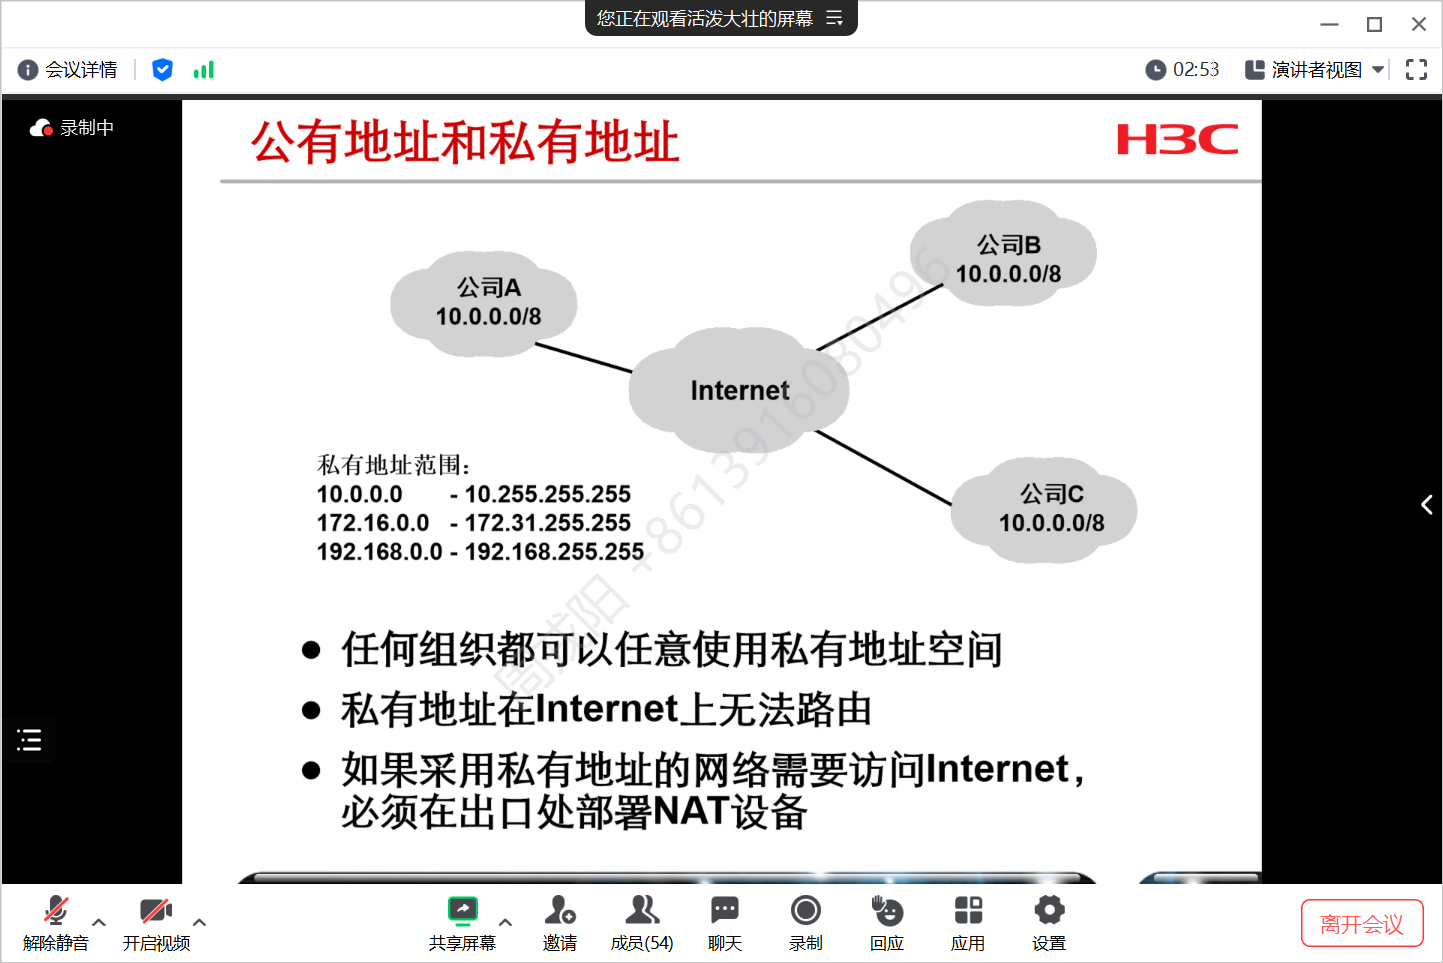 您正在观看活泼大壮的屏幕
会议详情
02:53
演讲者视图
录制中
公有地址和私有地址
H3C
公司B
10.0.0.0/8
公司A
10.0.0.0/8
Internet
私有地址范围：
10.0.0.0 - 10.255.255.255
172.16.0.0 - 172.31.255.255
192.168.0.0 - 192.168.255.255
公司C
10.0.0.0/8
+8613916080496
● 任何组织都可以任意使用私有地址空间
● 私有地址在Internet上无法路由
● 如果采用私有地址的网络需要访问Internet，
必须在出口处部署NAT设备
解除静音
开启视频
共享屏幕
邀请
成员(54)
聊天
录制
回应
应用
设置
离开会议